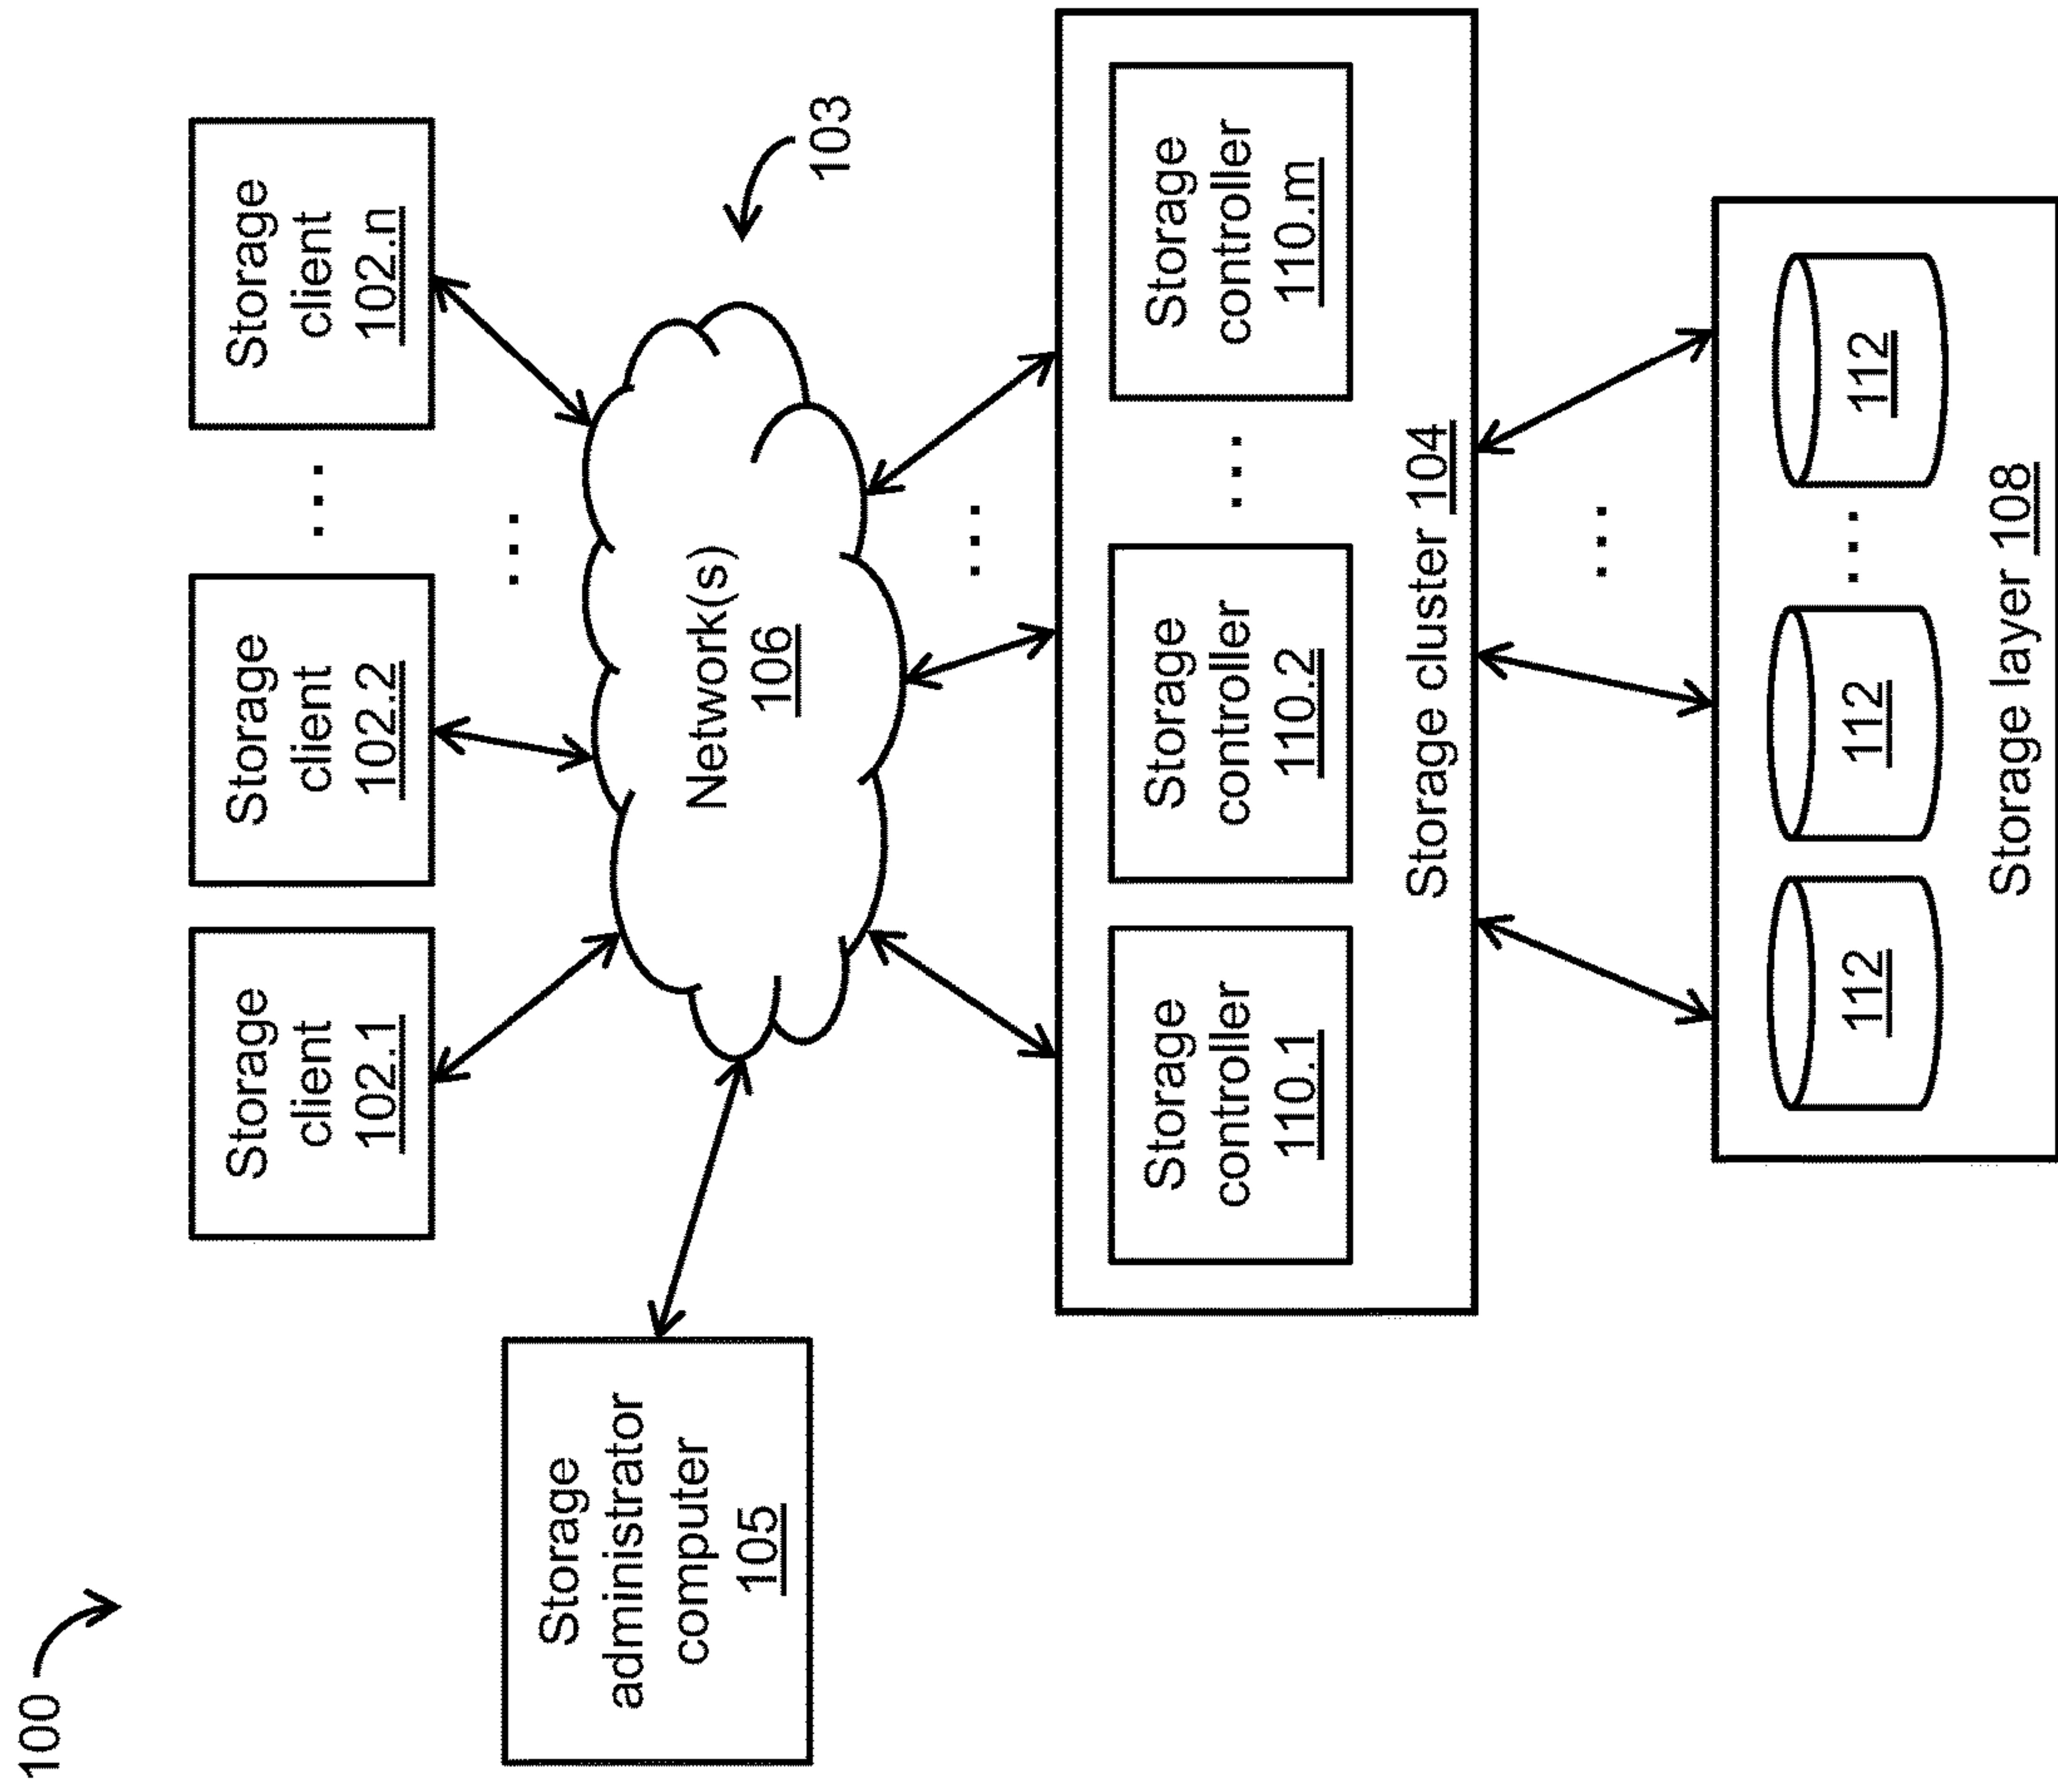 100
Storage
client
102.1
Storage
client
102.2
...
Storage
client
102.n
...
Storage
administrator
computer
105
Network(s)
106
103
...
Storage
controller
110.1
Storage
controller
110.2
...
Storage
controller
110.m
Storage cluster 104
...
112
112
...
112
Storage layer 108